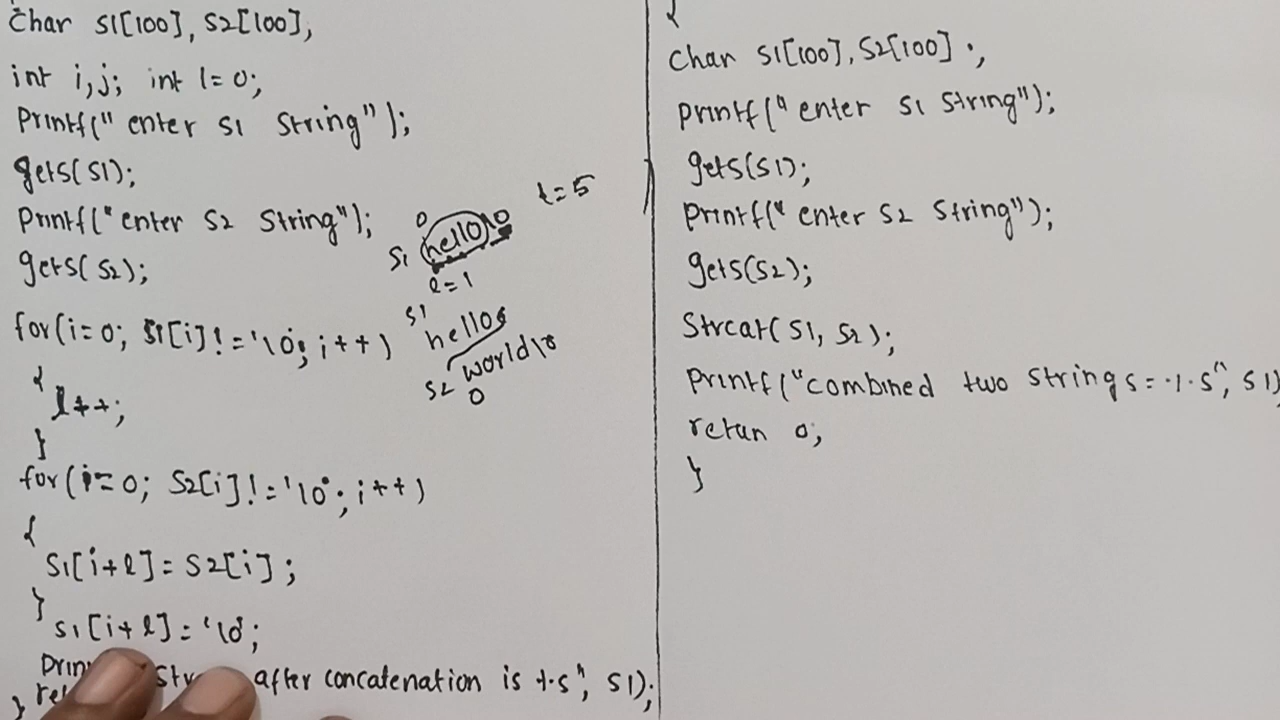 char S1[100], S2[100],
int i,j; int l=0;
Printf(" enter S1 String");
gets(S1);
Printf("enter S2 String");
gets(S2);
for(i=0; S1[i]!='\0; i++)
{
l++;
}
for(i=0; S2[i]!='\0; i++)
{
S1[i+l]=S2[i];
}
S1[i+l]='\0;
after concatenation is %s", S1);
}
l=5
0
S1 hello\0
l=1
S1
hello
S2 world\0
0
{
char S1[100], S2[100];
printf(" enter S1 String");
gets(S1);
printf(" enter S2 String");
gets(S2);
Strcat(S1, S2);
printf("combined two strings=%s", S1)
retun 0;
}